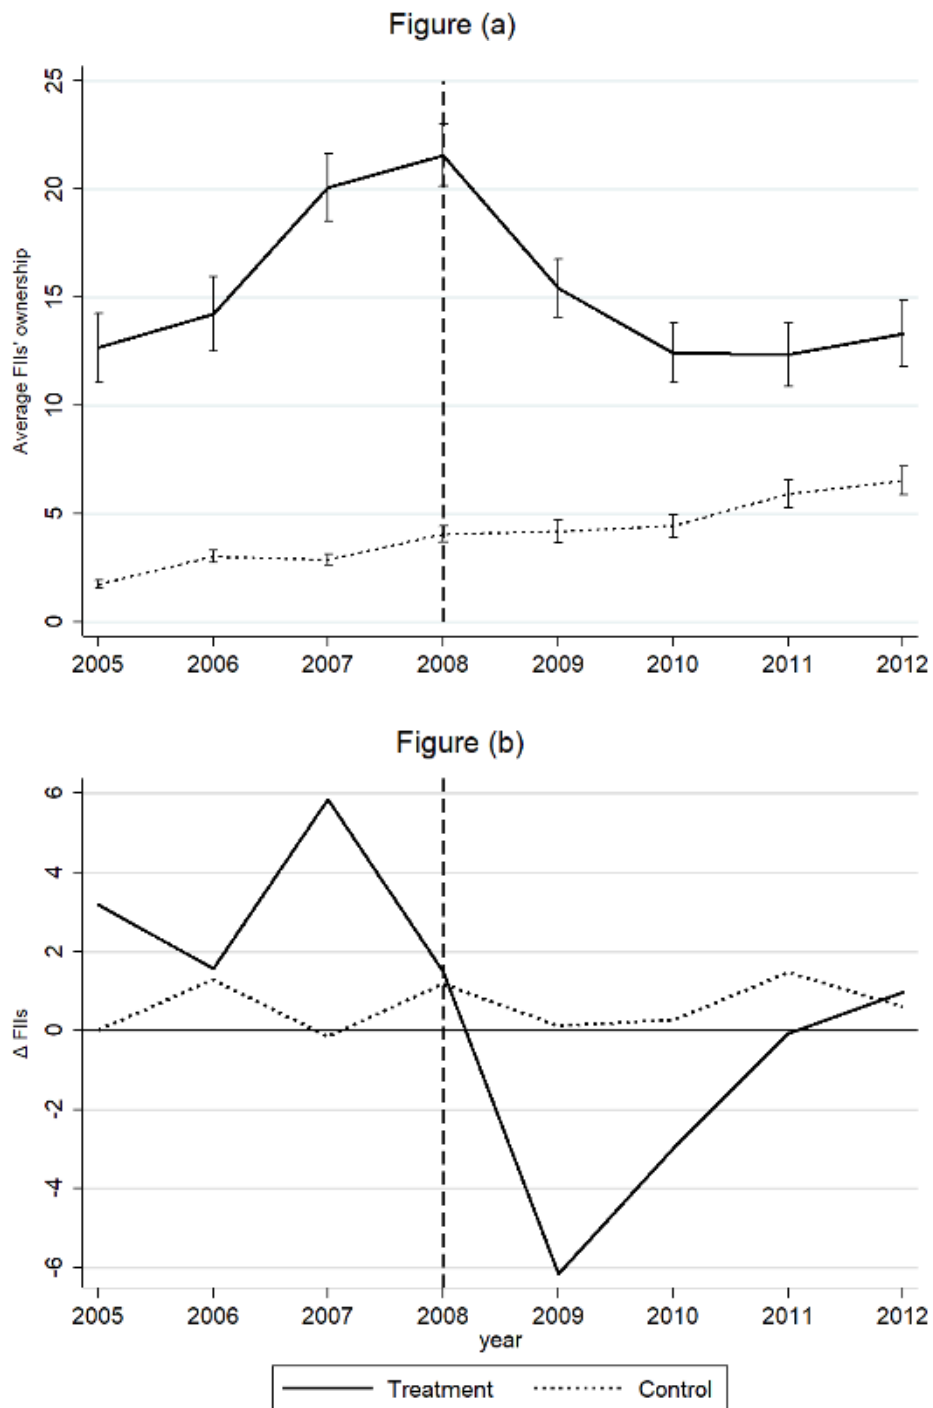 Figure (a)
Average FIIs' ownership
25
20
15
10
5
0
2005 2006 2007 2008 2009 2010 2011 2012
Figure (b)
Δ FIIs
6
4
2
0
-2
-4
-6
2005 2006 2007 2008 2009 2010 2011 2012
year
Treatment Control